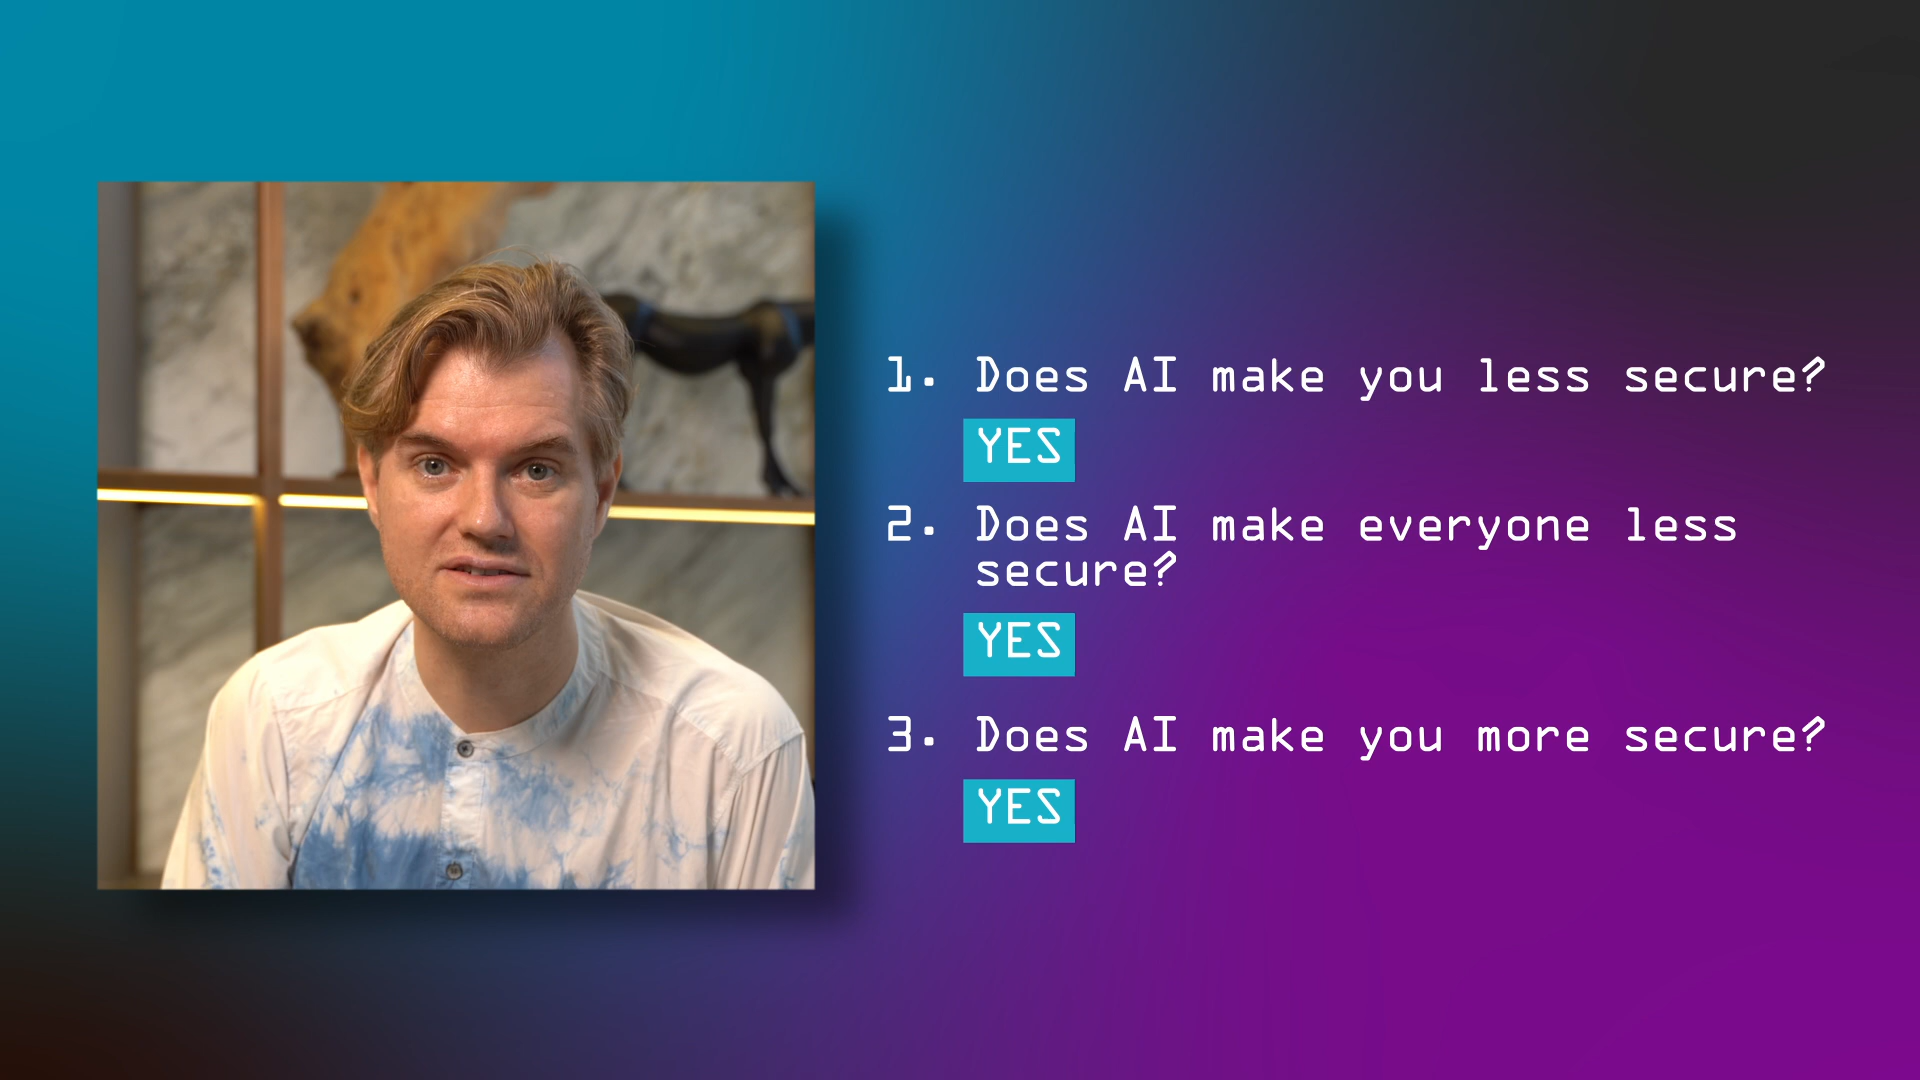 1. Does AI make you less secure?
YES
2. Does AI make everyone less
secure?
YES
3. Does AI make you more secure?
YES